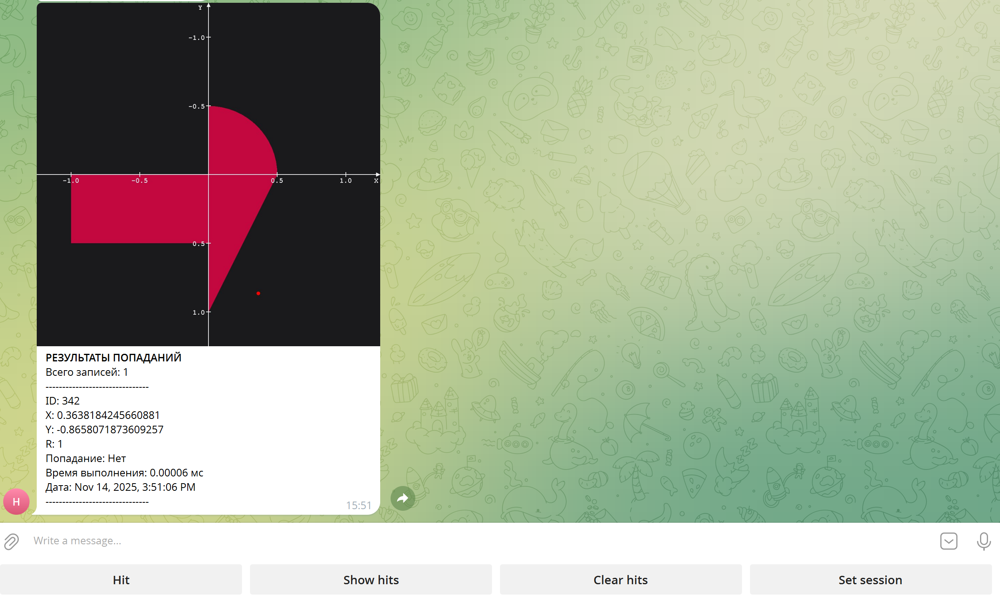 Y
-1.0
-0.5
-1.0 -0.5 0.5 1.0 X
0.5
1.0
РЕЗУЛЬТАТЫ ПОПАДАНИЙ
Всего записей: 1
-------------------------------
ID: 342
X: 0.3638184245660881
Y: -0.8658071873609257
R: 1
Попадание: Нет
Время выполнения: 0.00006 мс
Дата: Nov 14, 2025, 3:51:06 PM
-------------------------------
15:51
Н
Write a message...
Hit Show hits Clear hits Set session